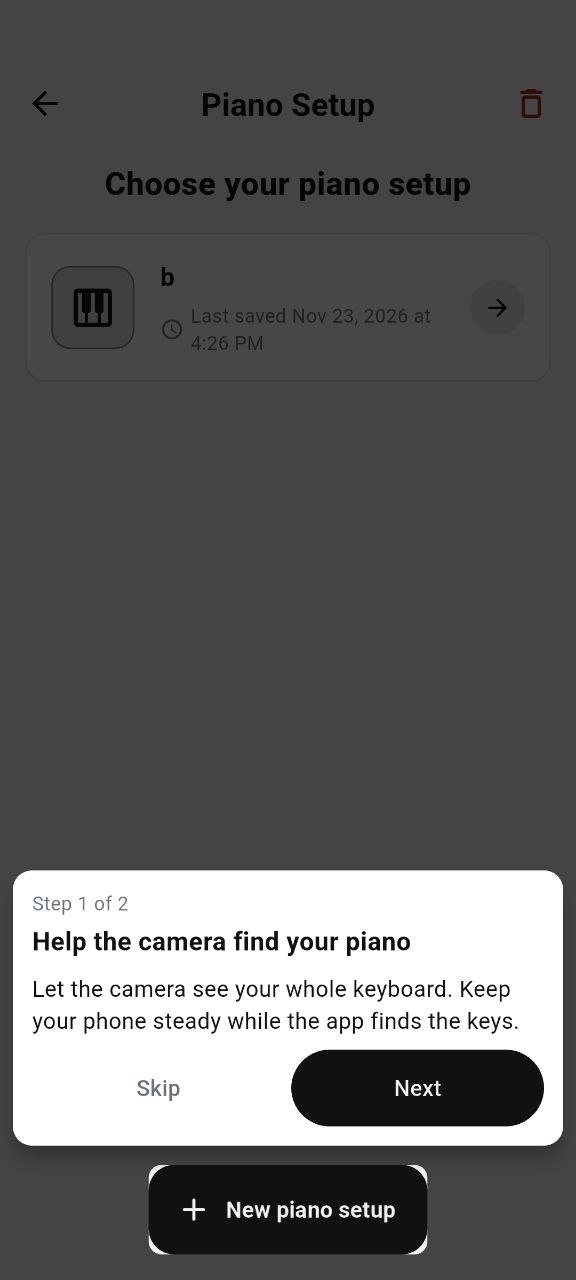 Piano Setup
Choose your piano setup
b
Last saved Nov 23, 2026 at
4:26 PM
Step 1 of 2
Help the camera find your piano
Let the camera see your whole keyboard. Keep
your phone steady while the app finds the keys.
Skip
Next
New piano setup